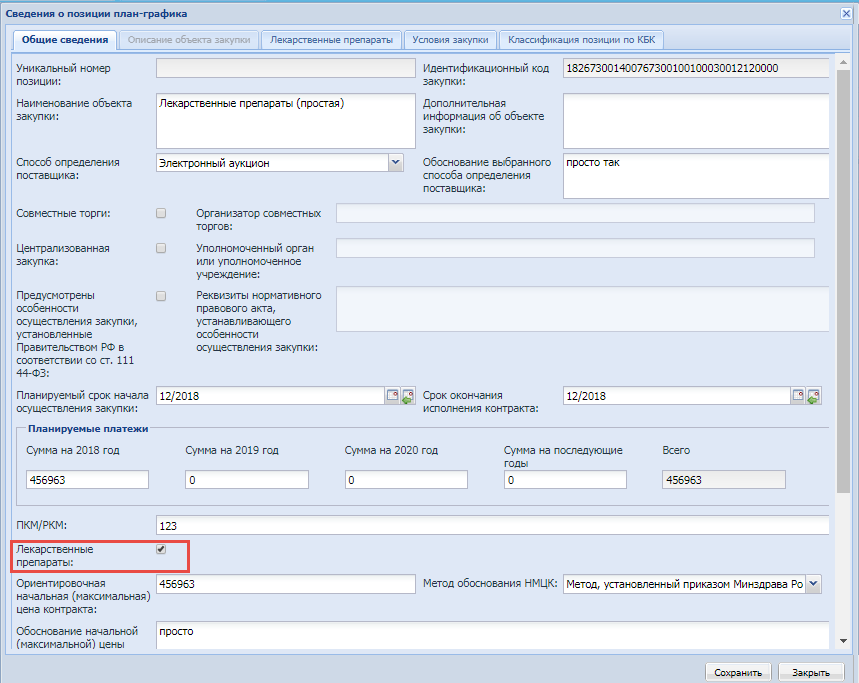 Сведения о позиции план-графика
Общие сведения
Описание объекта закупки
Лекарственные препараты
Условия закупки
Классификация позиции по КБК
Уникальный номер
позиции:
Идентификационный код
закупки:
182673001400767300100100030012120000
Наименование объекта
закупки:
Лекарственные препараты (простая)
Дополнительная
информация об объекте
закупки:
Способ определения
поставщика:
Электронный аукцион
Обоснование выбранного
способа определения
поставщика:
просто так
Совместные торги:
Организатор совместных
торгов:
Централизованная
закупка:
Уполномоченный орган
или уполномоченное
учреждение:
Предусмотрены
особенности
осуществления закупки,
установленные
Правительством РФ в
соответствии со ст. 111
44-ФЗ:
Реквизиты нормативного
правового акта,
устанавливающего
особенности
осуществления закупки:
Планируемый срок начала
осуществления закупки:
12/2018
Срок окончания
исполнения контракта:
12/2018
Планируемые платежи
Сумма на 2018 год
Сумма на 2019 год
Сумма на 2020 год
Сумма на последующие
годы
Всего
456963
0
0
0
456963
ПКМ/РКМ:
123
Лекарственные
препараты:
Ориентировочная
начальная (максимальная)
цена контракта:
456963
Метод обоснования НМЦК:
Метод, установленный приказом Минздрава Ро
Обоснование начальной
(максимальной) цены
просто
Сохранить
Закрыть